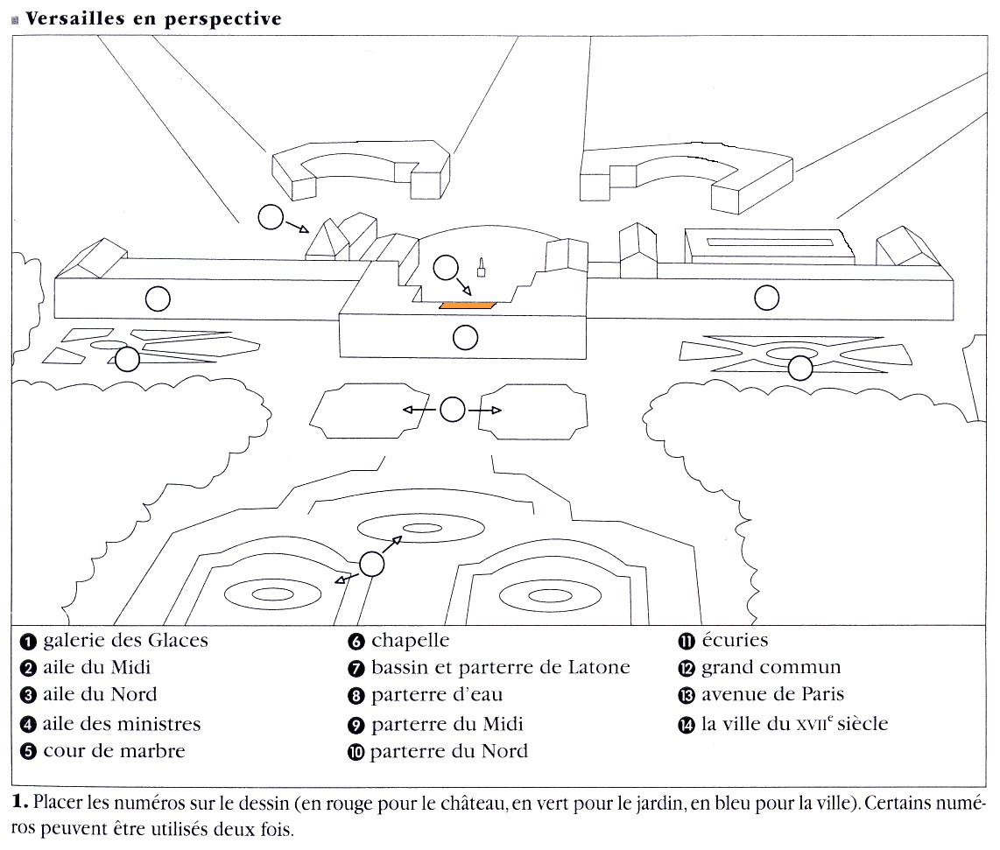 Versailles en perspective
❶ galerie des Glaces
❷ aile du Midi
❸ aile du Nord
❹ aile des ministres
❺ cour de marbre
❻ chapelle
❼ bassin et parterre de Latone
❽ parterre d'eau
❾ parterre du Midi
❿ parterre du Nord
⓫ écuries
⓬ grand commun
⓭ avenue de Paris
⓮ la ville du XVIIe siècle
1. Placer les numéros sur le dessin (en rouge pour le château, en vert pour le jardin, en bleu pour la ville). Certains numé-
ros peuvent être utilisés deux fois.